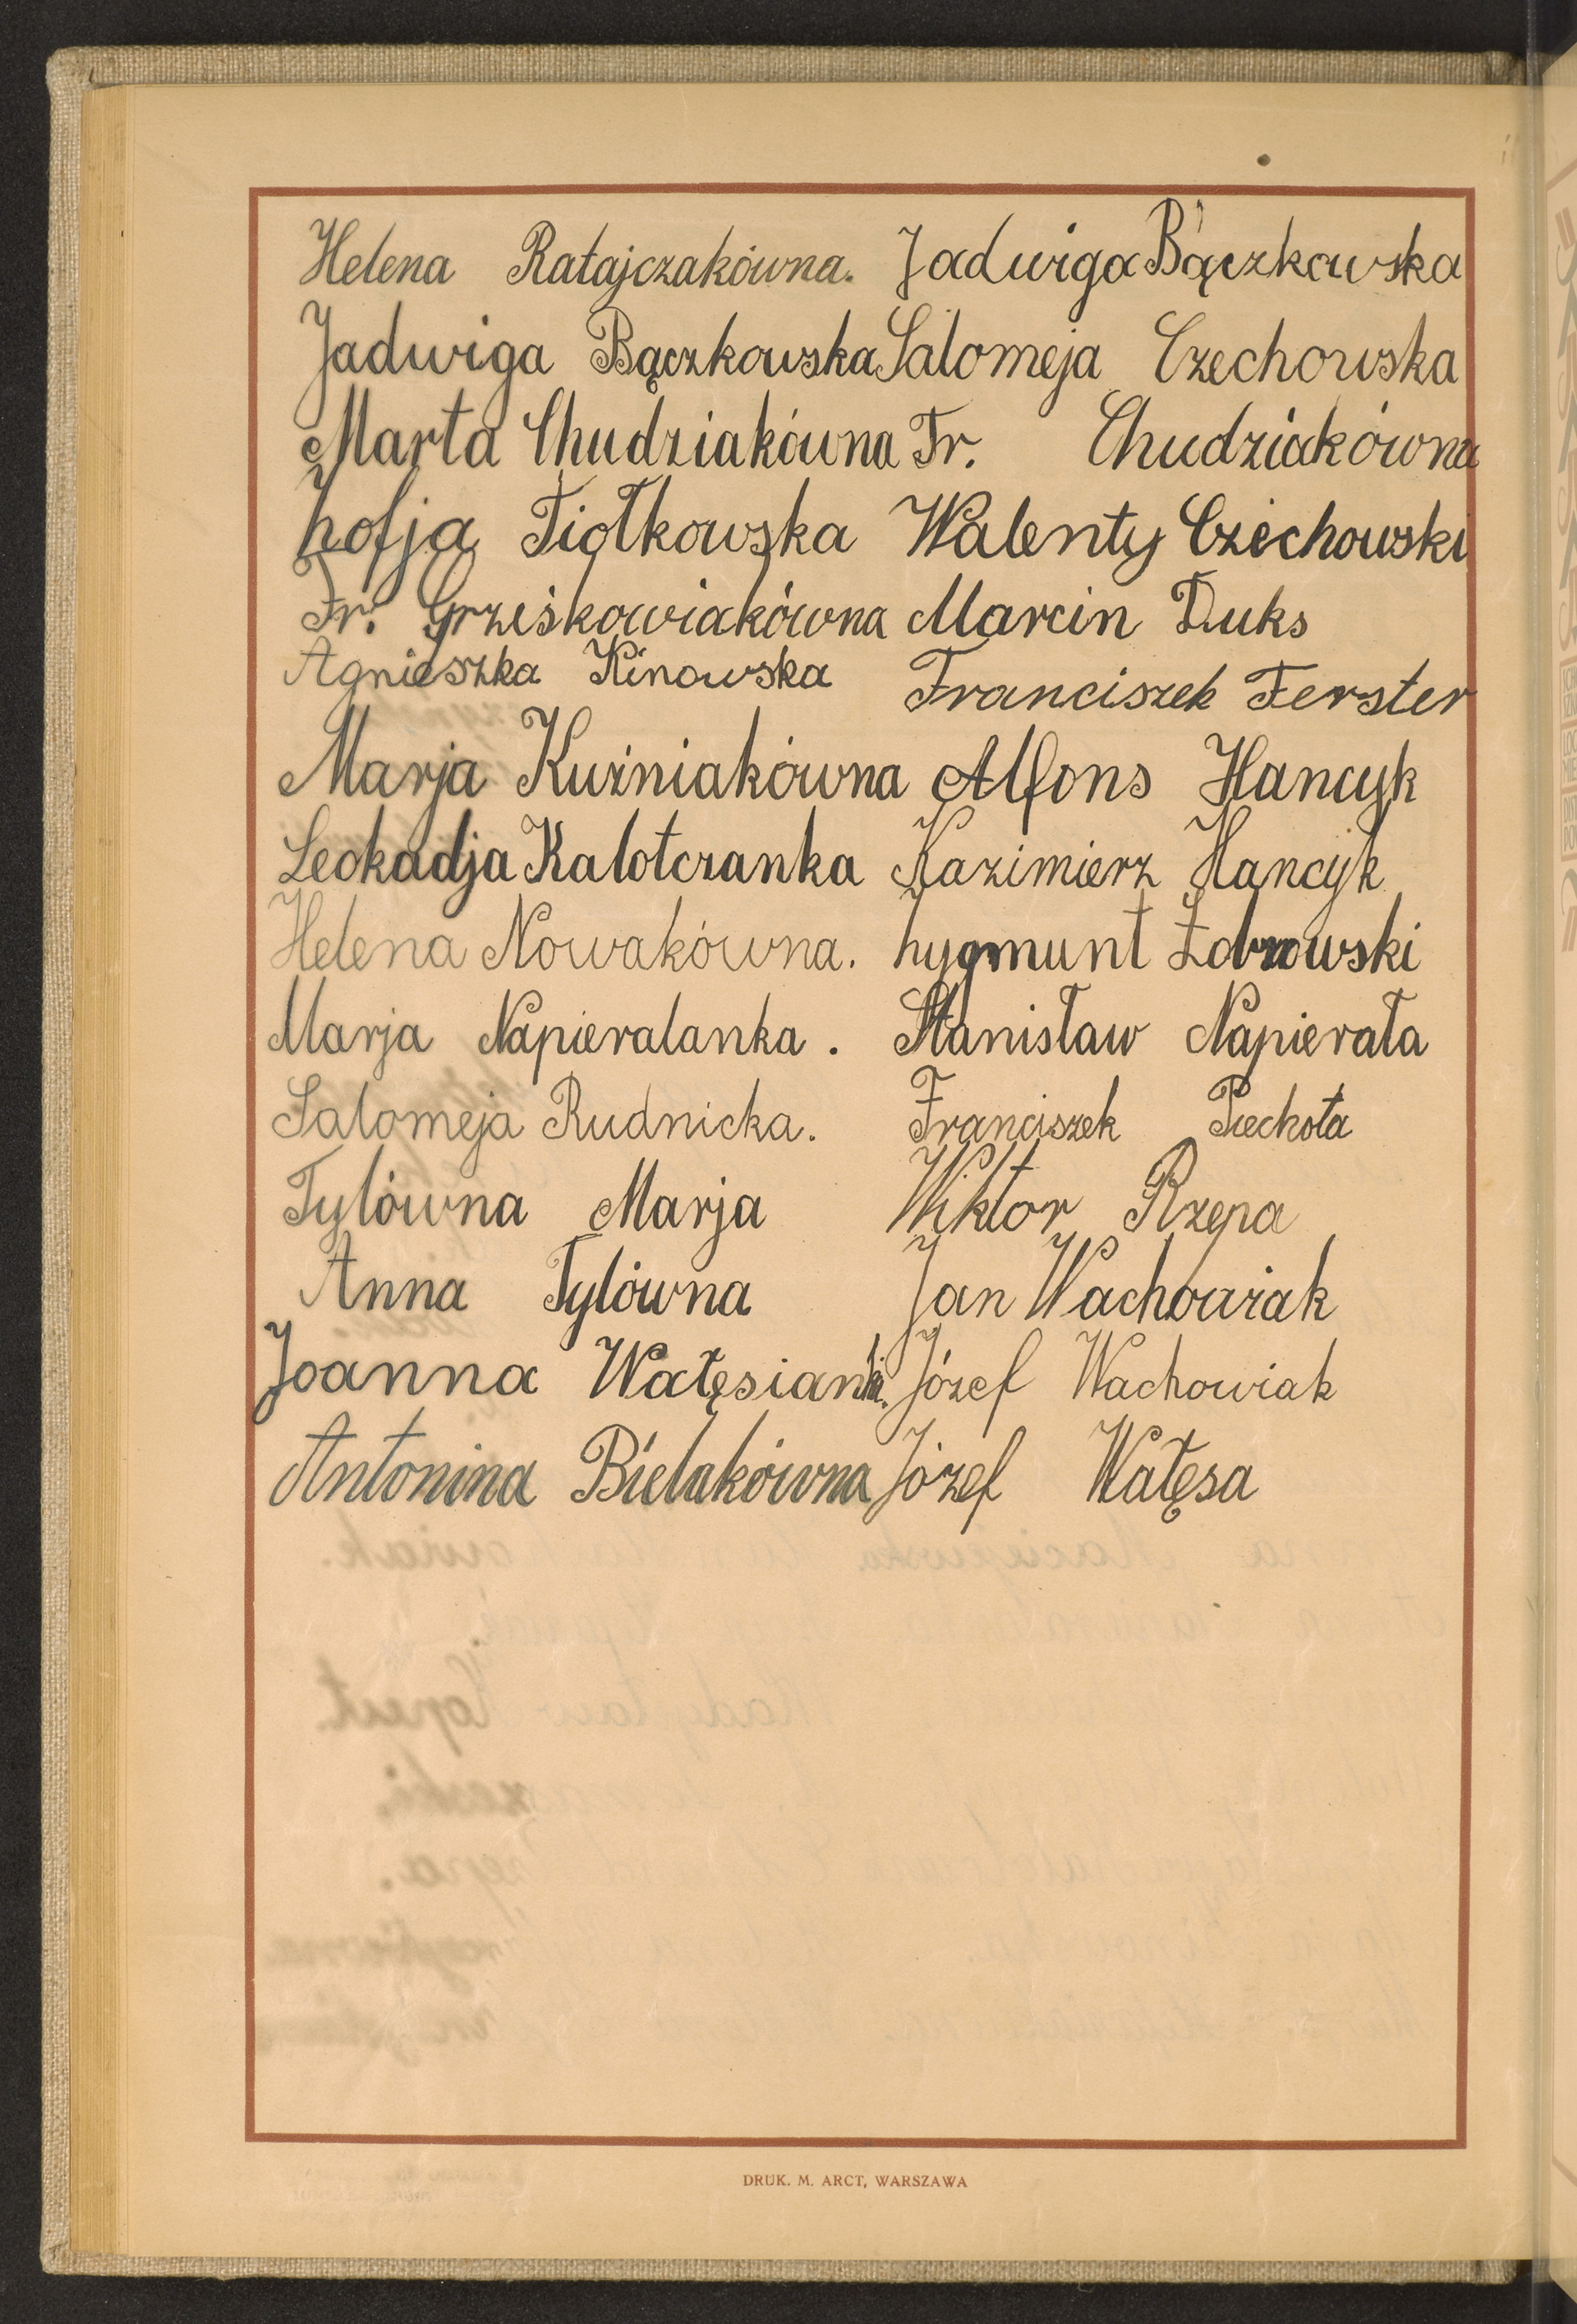 Helena Ratajczakówna. Jadwiga Bączkowska
Jadwiga Bączkowska Salomeja Czechowska
Marta Chudziakówna Fr. Chudziakówna
Zofja Fiołkowska Walenty Czechowski
Fr. Grześkowiakówna Marcin Duks
Agnieszka Kinowska Franciszek Ferster
Marja Kuźniakówna Alfons Hancyk
Leokadja Kalotczanka Kazimierz Hancyk
Helena Nowakówna. Zygmunt
Marja Napieralanka. Stanisław Napierała
Salomeja Rudnicka. Franciszek Piechota
Tylówna Marja Wiktor Rzepa
Anna Tylówna Jan Wachowiak
Joanna Wałęsianka. Józef Wachowiak
Antonina Bielakówna Józef Wałęsa
DRUK. M. ARCT, WARSZAWA